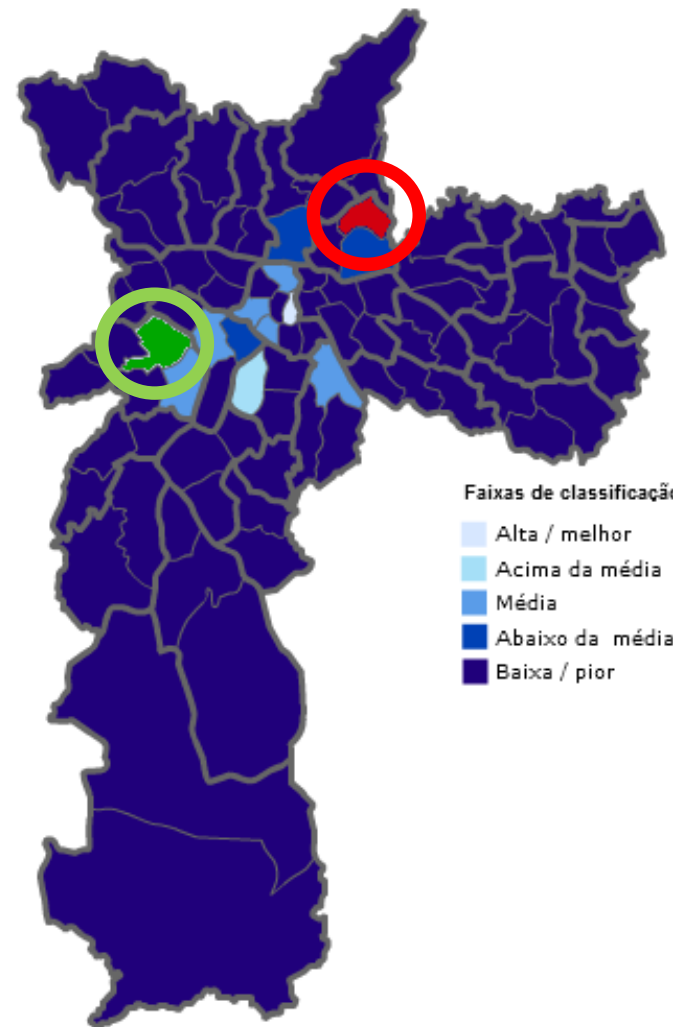 Faixas de classificaçã
Alta / melhor
Acima da média
Média
Abaixo da média
Baixa / pior